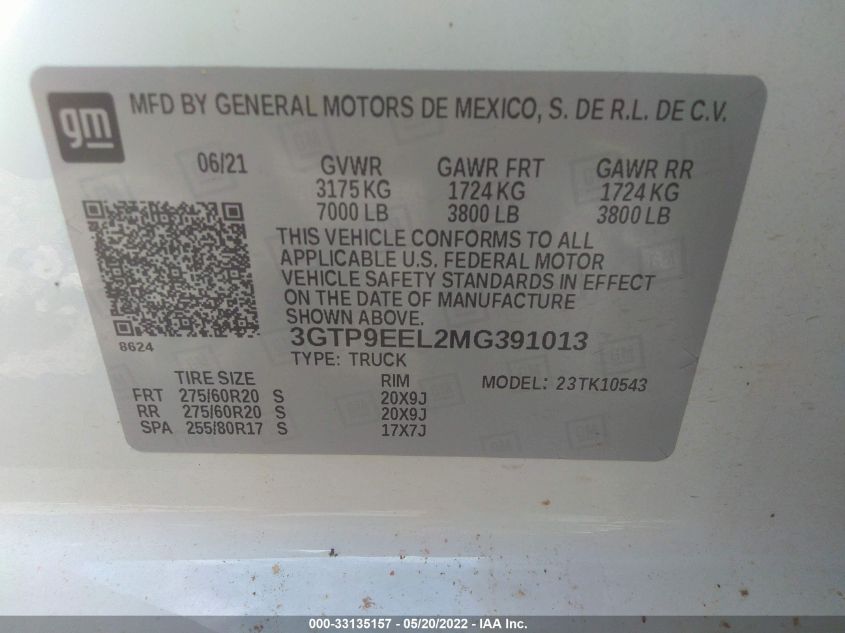 gm
MFD BY GENERAL MOTORS DE MEXICO, S. DE R.L. DE C.V.
06/21 GVWR GAWR FRT GAWR RR
3175 KG 1724 KG 1724 KG
7000 LB 3800 LB 3800 LB
THIS VEHICLE CONFORMS TO ALL
APPLICABLE U.S. FEDERAL MOTOR
VEHICLE SAFETY STANDARDS IN EFFECT
ON THE DATE OF MANUFACTURE
SHOWN ABOVE.
8624
3GTP9EEL2MG391013
TYPE: TRUCK
MODEL: 23TK10543
TIRE SIZE RIM
FRT 275/60R20 S 20X9J
RR 275/60R20 S 20X9J
SPA 255/80R17 S 17X7J
000-33135157 - 05/20/2022 - IAA Inc.